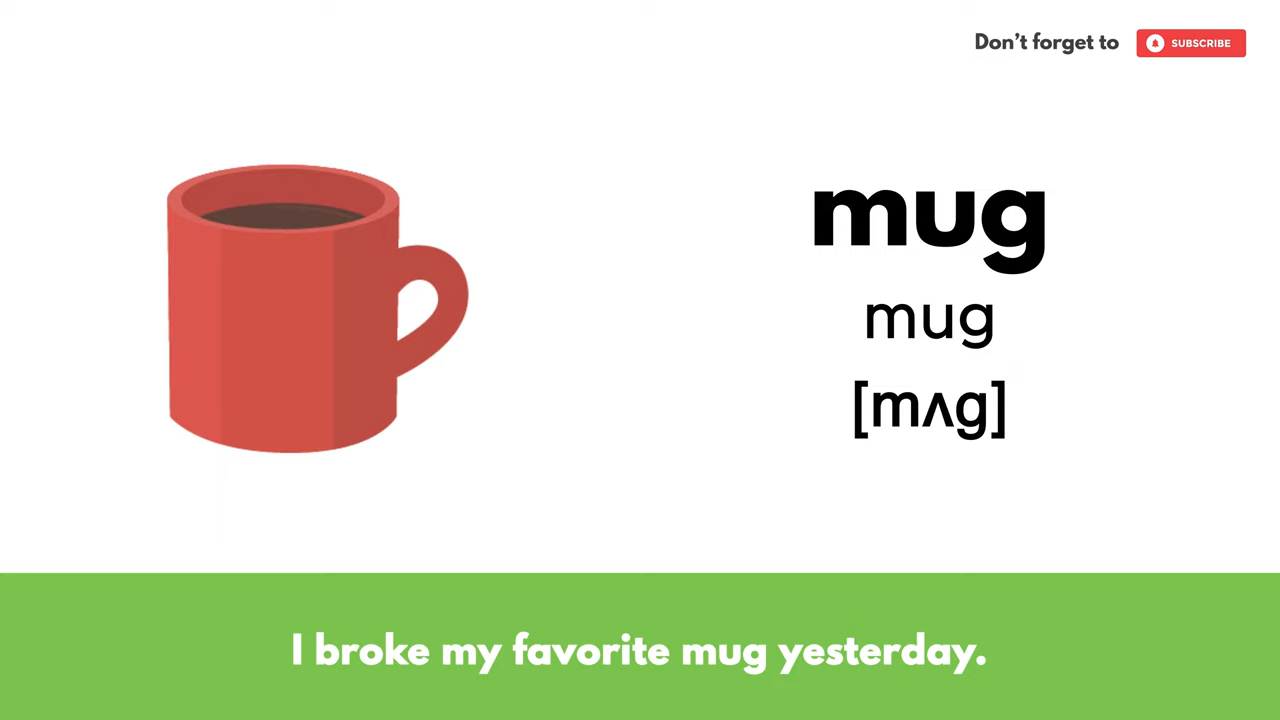 Don't forget to SUBSCRIBE
mug
mug
[mʌg]
I broke my favorite mug yesterday.